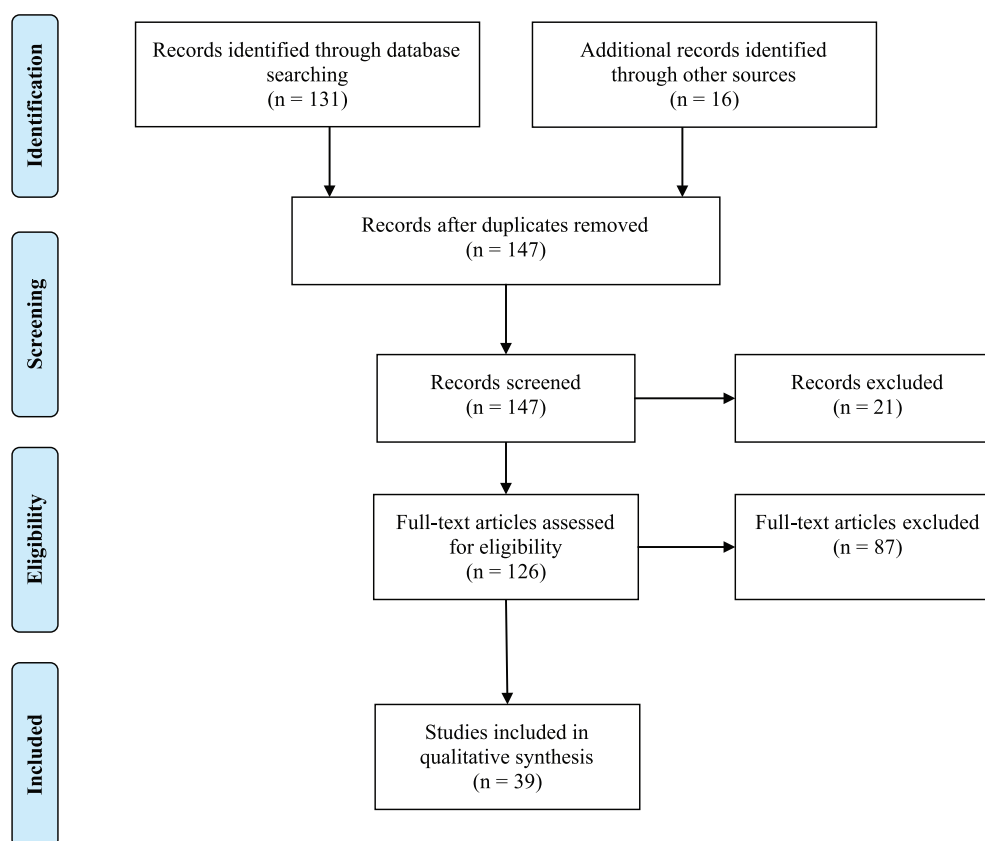 Identification
Records identified through database
searching
(n = 131)
Additional records identified
through other sources
(n = 16)
Records after duplicates removed
(n = 147)
Screening
Records screened
(n = 147)
Records excluded
(n = 21)
Eligibility
Full-text articles assessed
for eligibility
(n = 126)
Full-text articles excluded
(n = 87)
Included
Studies included in
qualitative synthesis
(n = 39)